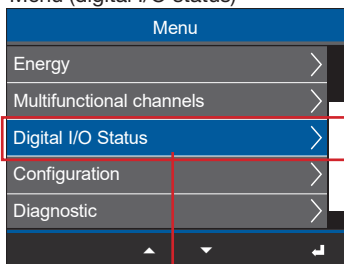 Menu (digital I/O status)
Menu
Energy
Multifunctional channels
Digital I/O Status
Configuration
Diagnostic